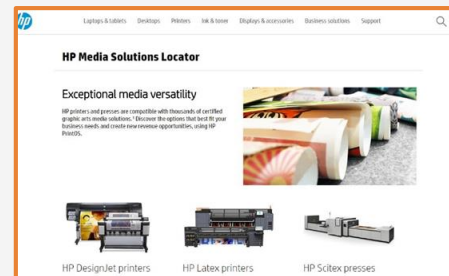 hp
Laptops & tablets Desktops Printers Ink & toner Displays & accessories Business solutions Support
HP Media Solutions Locator
Exceptional media versatility
HP printers and presses are compatible with thousands of certified
graphic arts media solutions.¹ Discover the options that best fit your
business needs and create new revenue opportunities, using HP
PrintOS.
HP DesignJet printers HP Latex printers HP Scitex presses